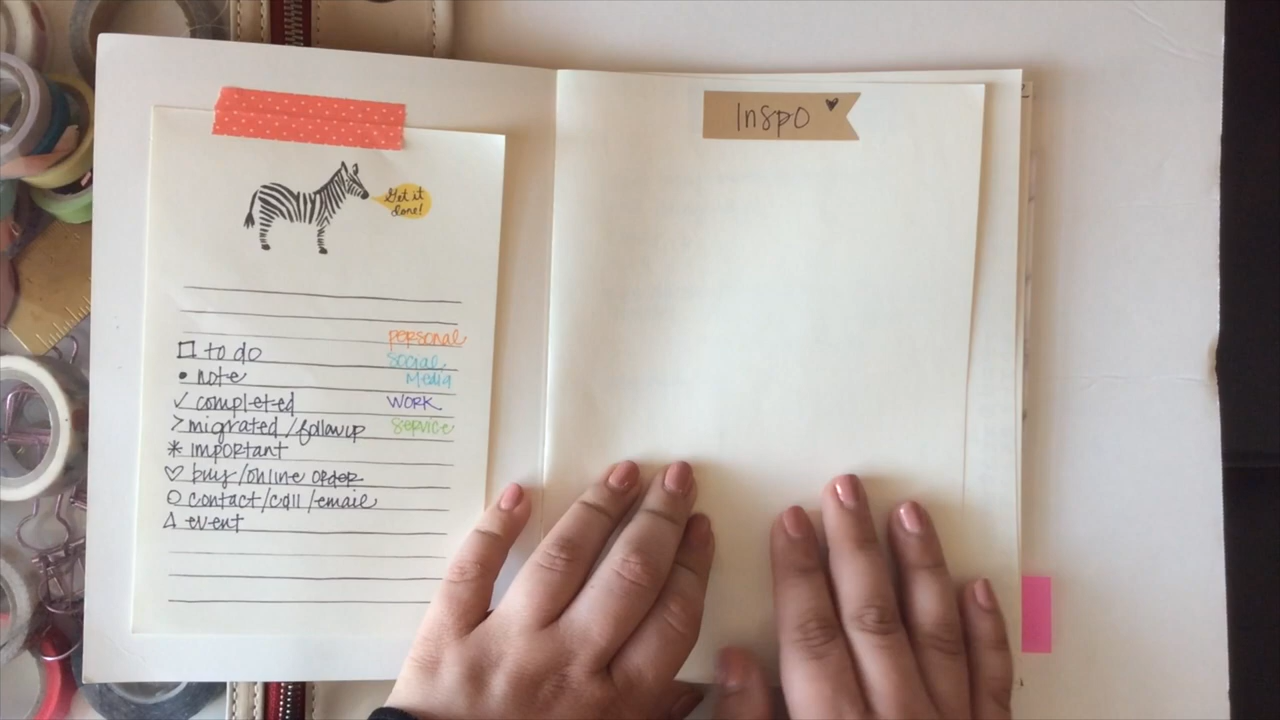 Get it
done!
personal
□ to do
social
• note
Media
✓ completed
WORK
> migrated / followup
Service
* important
♡ buy / online order
○ contact / call / email
△ event
Inspo ♥